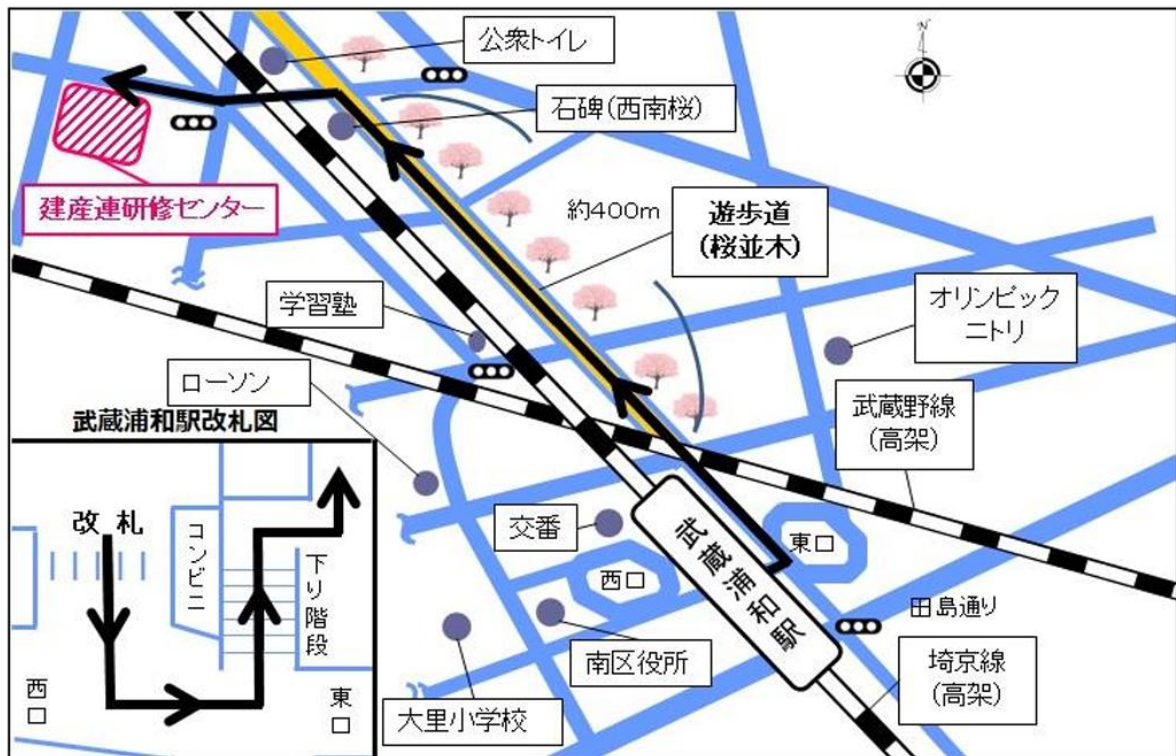 公衆トイレ
N
石碑(西南桜)
建産連研修センター
約400m
遊歩道
(桜並木)
オリンピック
ニトリ
学習塾
ローソン
武蔵野線
(高架)
武蔵浦和駅改札図
改札
コンビニ
下り階段
西口
東口
交番
西口
武蔵浦和駅
東口
田島通り
南区役所
大里小学校
埼京線
(高架)